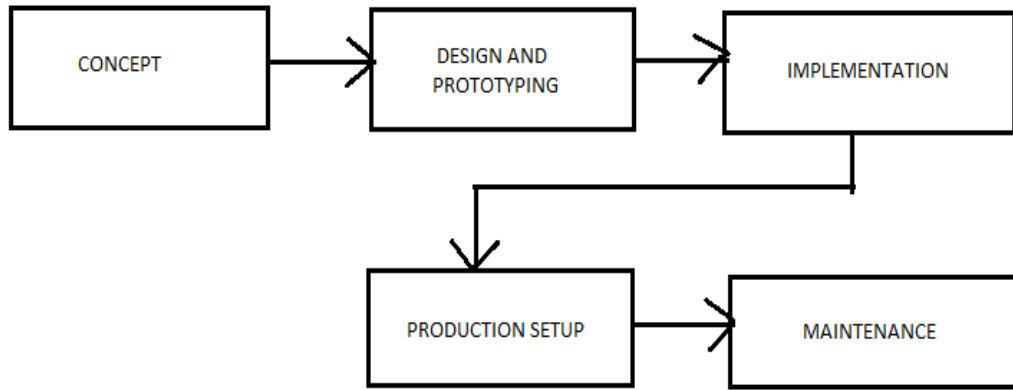 CONCEPT
DESIGN AND
PROTOTYPING
IMPLEMENTATION
PRODUCTION SETUP
MAINTENANCE